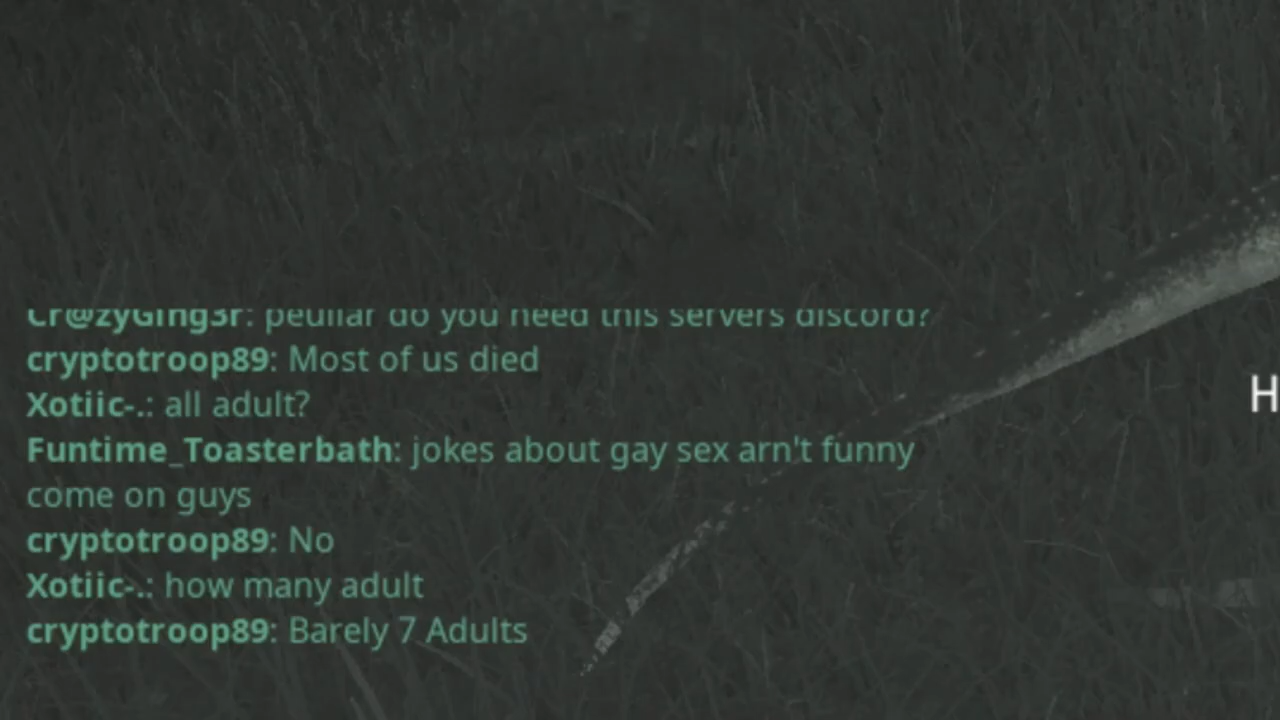 Cr@zyGing3r: peuliar do you need this servers discord?
cryptotroop89: Most of us died
Xotiic-.: all adult?
Funtime_Toasterbath: jokes about gay sex arn't funny
come on guys
cryptotroop89: No
Xotiic-.: how many adult
cryptotroop89: Barely 7 Adults
H